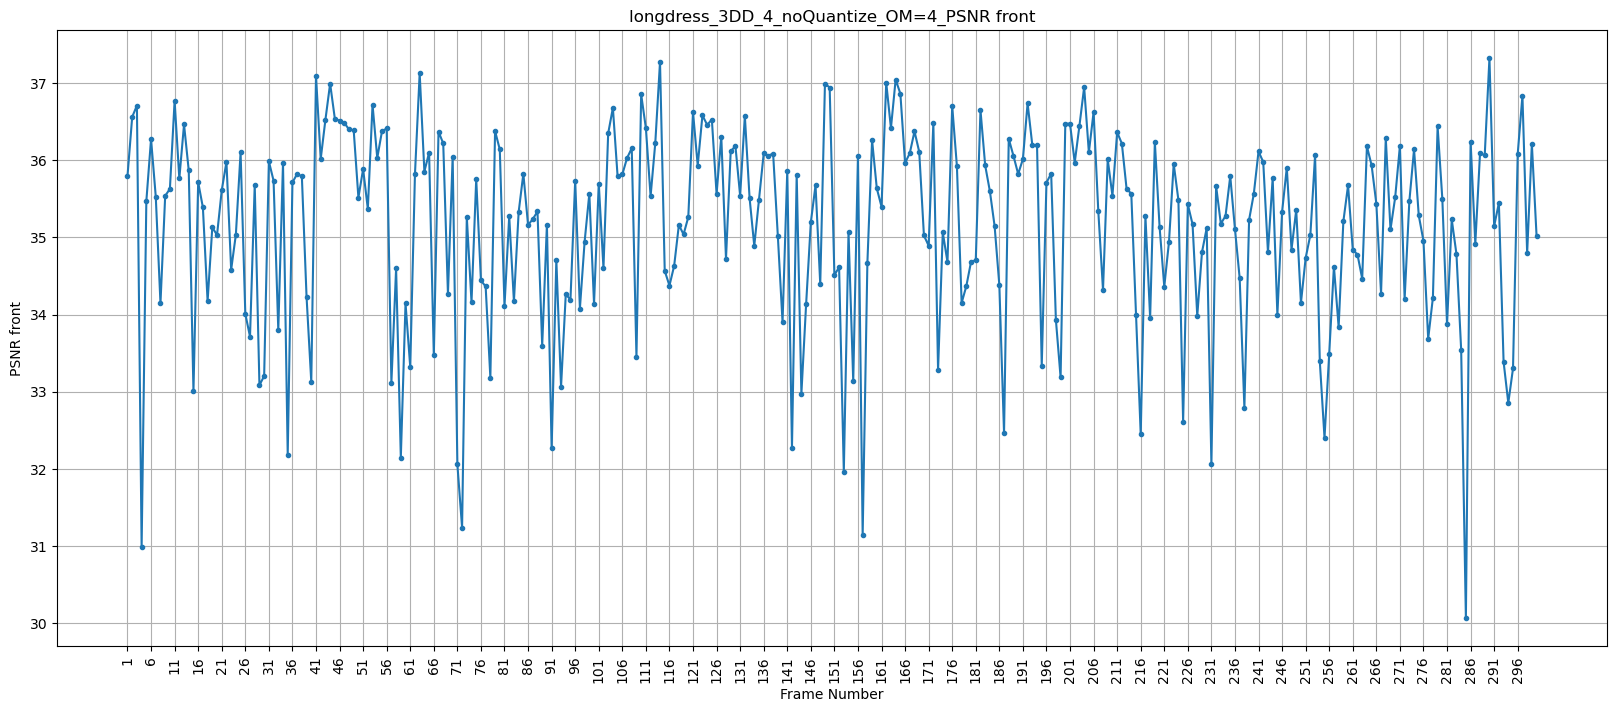 longdress_3DD_4_noQuantize_OM=4_PSNR front
37
36
35
34
33
32
31
30
PSNR front
1 6 11 16 21 26 31 36 41 46 51 56 61 66 71 76 81 86 91 96 101 106 111 116 121 126 131 136 141 146 151 156 161 166 171 176 181 186 191 196 201 206 211 216 221 226 231 236 241 246 251 256 261 266 271 276 281 286 291 296
Frame Number